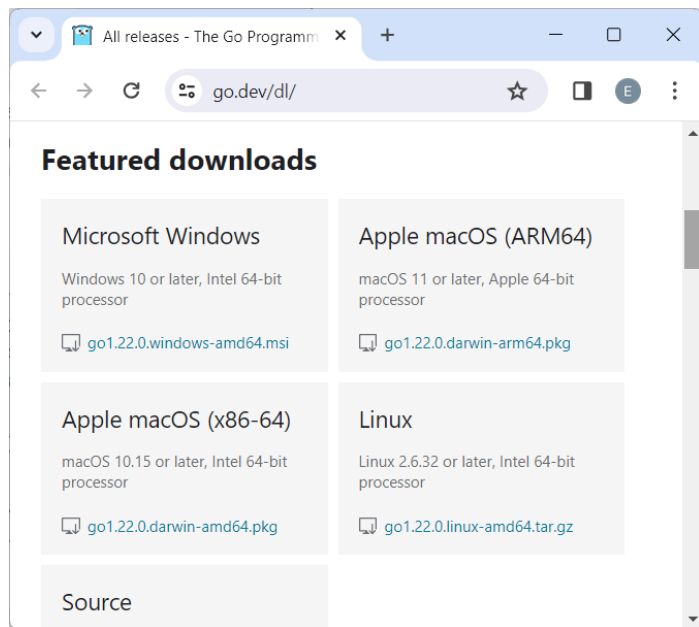 All releases - The Go Programm
go.dev/dl/
E
Featured downloads
Microsoft Windows
Windows 10 or later, Intel 64-bit
processor
go1.22.0.windows-amd64.msi
Apple macOS (ARM64)
macOS 11 or later, Apple 64-bit
processor
go1.22.0.darwin-arm64.pkg
Apple macOS (x86-64)
macOS 10.15 or later, Intel 64-bit
processor
go1.22.0.darwin-amd64.pkg
Linux
Linux 2.6.32 or later, Intel 64-bit
processor
go1.22.0.linux-amd64.tar.gz
Source